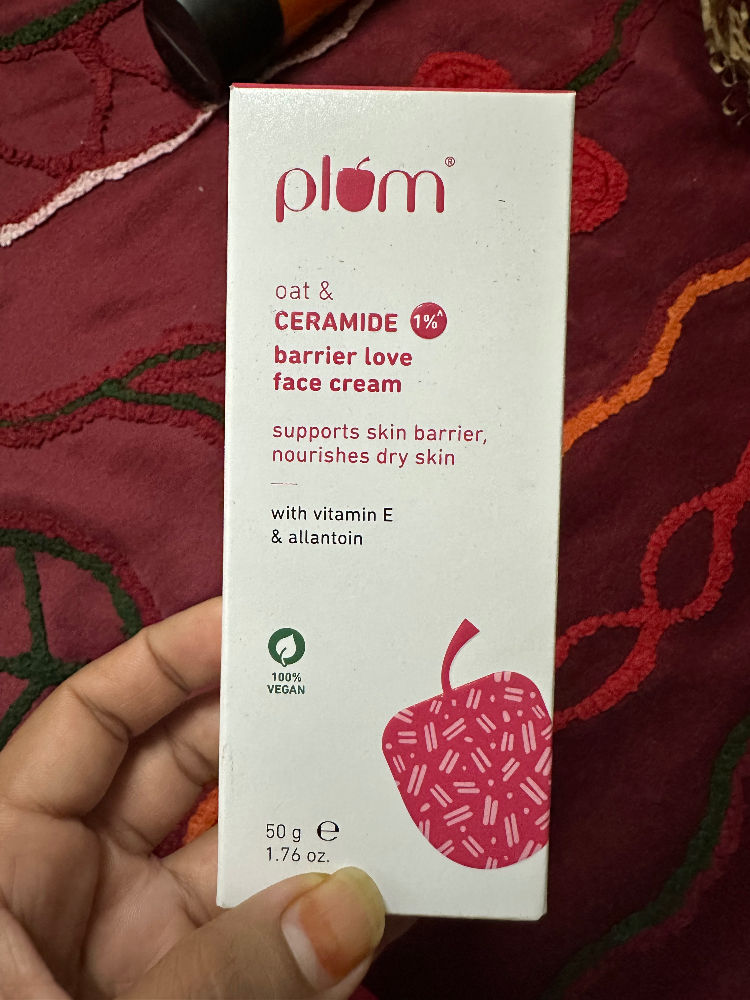 plum®
oat &
CERAMIDE 1%^
barrier love
face cream
supports skin barrier,
nourishes dry skin
with vitamin E
& allantoin
100%
VEGAN
50 g ℮
1.76 oz.